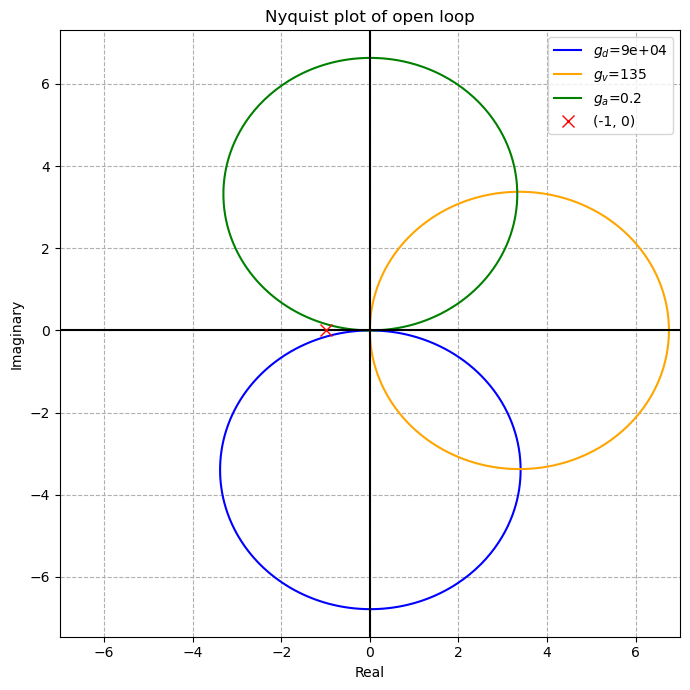 Nyquist plot of open loop
g_d=9e+04
g_v=135
g_a=0.2
(-1, 0)
6
4
2
0
−2
−4
−6
Imaginary
−6
−4
−2
0
2
4
6
Real